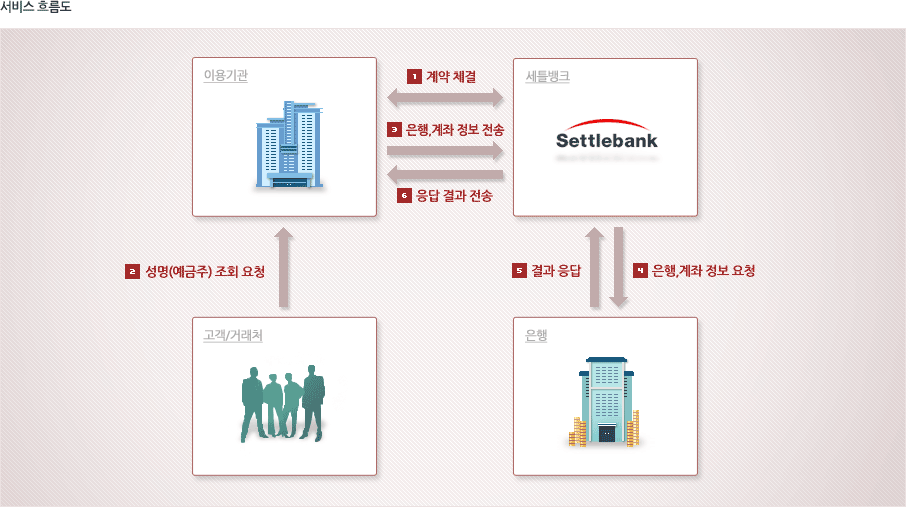 서비스 흐름도
이용기관
1 계약 체결
세틀뱅크
3 은행,계좌 정보 전송
Settlebank
6 응답 결과 전송
2 성명(예금주) 조회 요청
5 결과 응답
4 은행,계좌 정보 요청
고객/거래처
은행